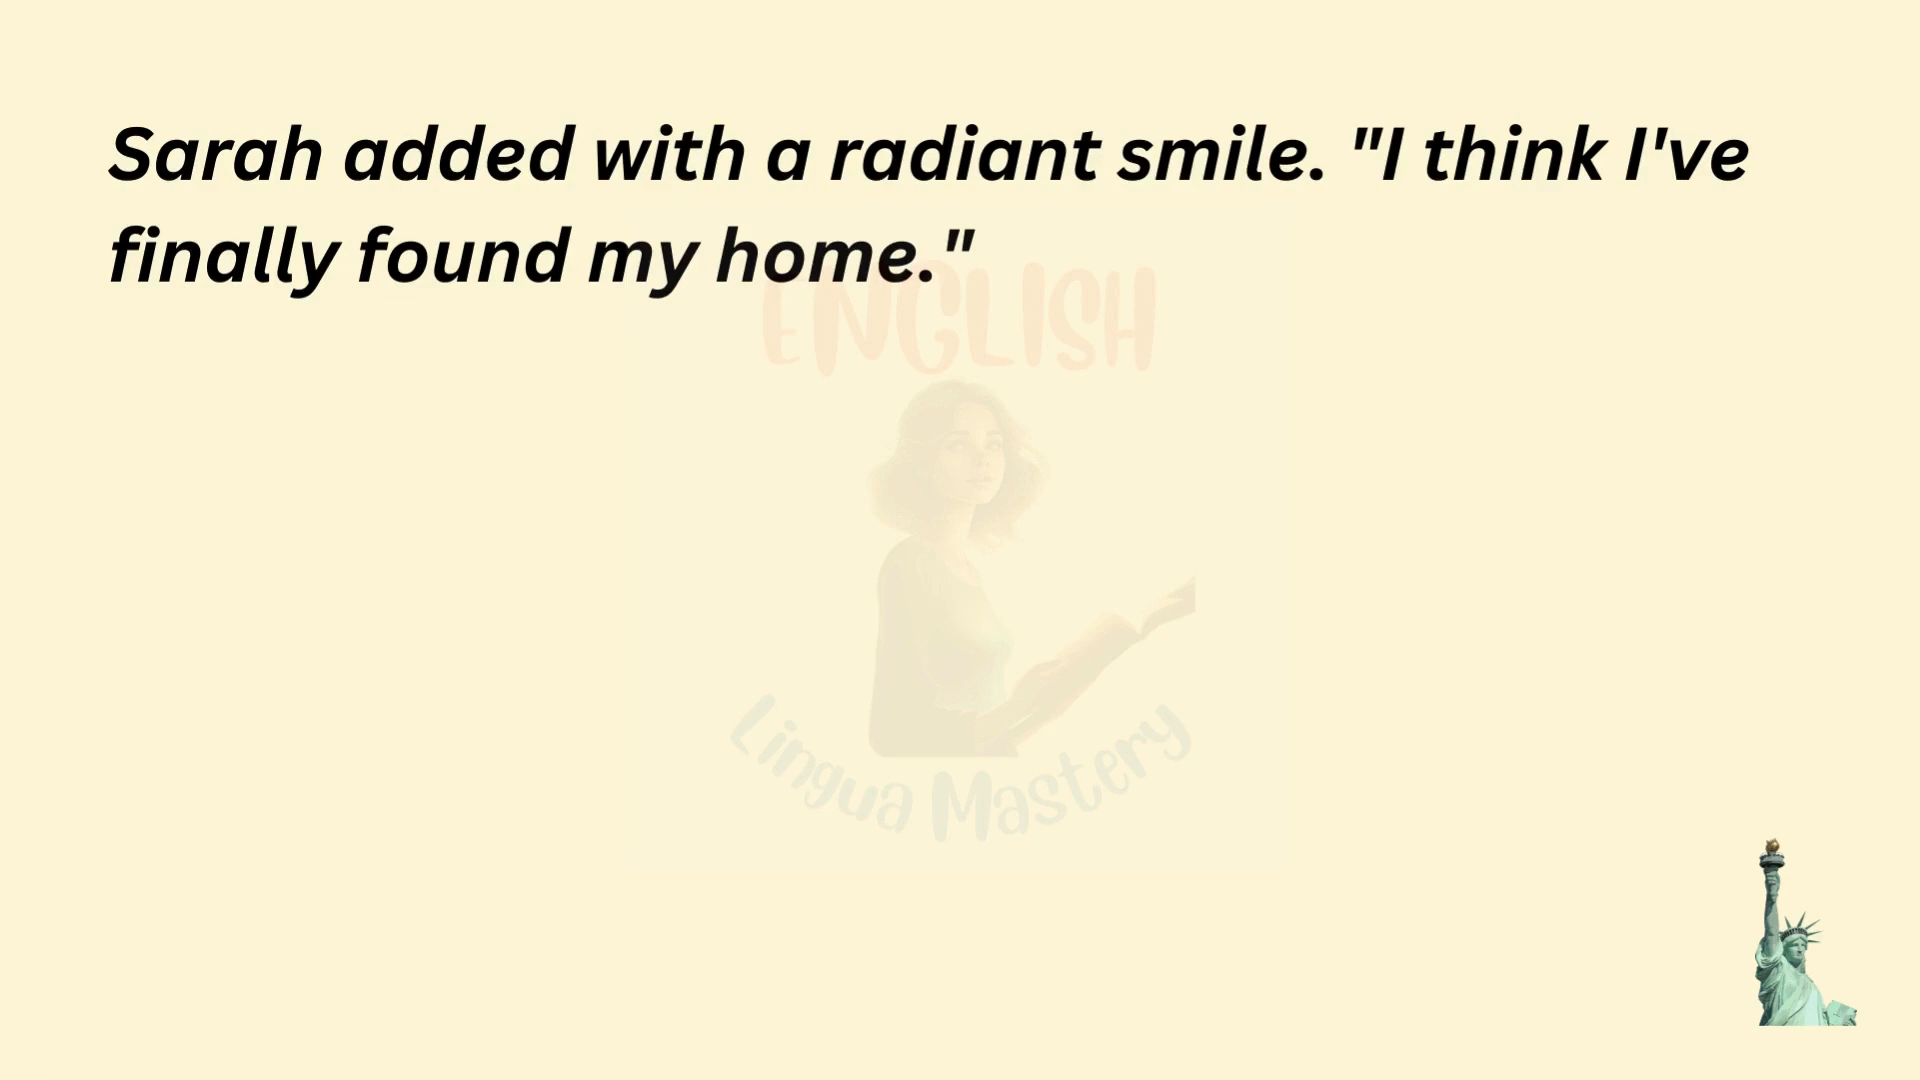 Sarah added with a radiant smile. "I think I've
finally found my home."
ENGLISH
Lingua Mastery